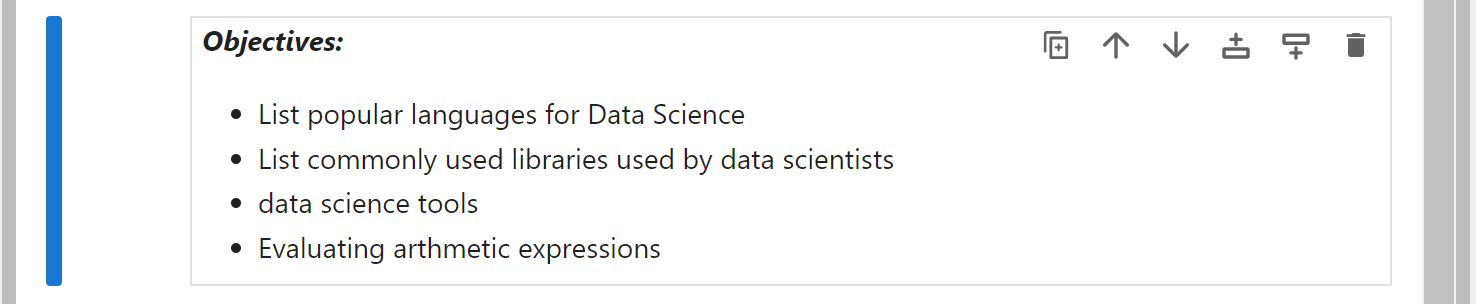 Objectives:
List popular languages for Data Science
List commonly used libraries used by data scientists
data science tools
Evaluating arthmetic expressions